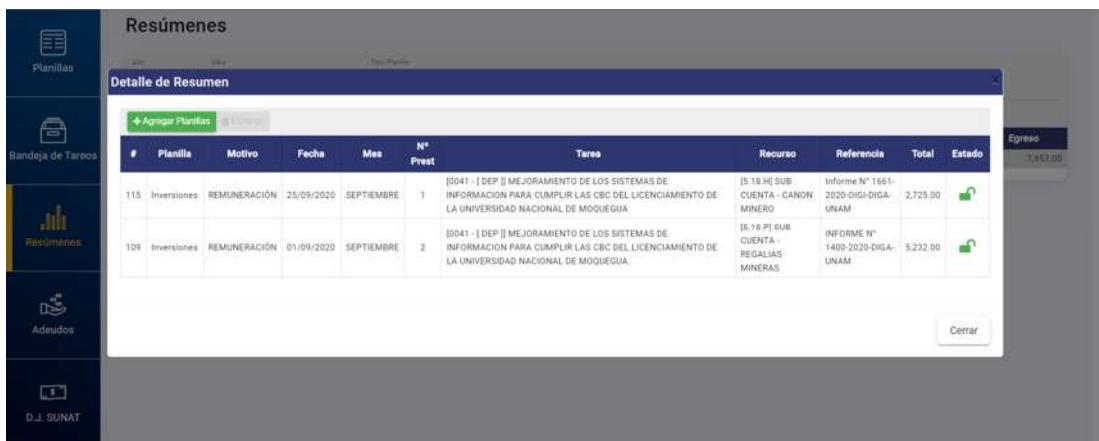 Resúmenes
Planillas
Tipo Planilla
Detalle de Resumen
Agregar Planillas
Egreso
7,957.00
Bandeja de Tareos
# Planilla Motivo Fecha Mes N° Prest Tarea Recurso Referencia Total Estado
115 Inversiones REMUNERACIÓN 25/09/2020 SEPTIEMBRE 1
[0041 - [ DEP ]] MEJORAMIENTO DE LOS SISTEMAS DE
INFORMACION PARA CUMPLIR LAS CBC DEL LICENCIAMIENTO DE
LA UNIVERSIDAD NACIONAL DE MOQUEGUA
[5.18.H] SUB
CUENTA - CANON
MINERO
Informe N° 1661-
2020-OIGI-DIGA-
UNAM
2,725.00
109 Inversiones REMUNERACIÓN 01/09/2020 SEPTIEMBRE 2
[0041 - [ DEP ]] MEJORAMIENTO DE LOS SISTEMAS DE
INFORMACION PARA CUMPLIR LAS CBC DEL LICENCIAMIENTO DE
LA UNIVERSIDAD NACIONAL DE MOQUEGUA
[5.18.P] SUB
CUENTA -
REGALIAS
MINERAS
INFORME N°
1400-2020-DIGA-
UNAM
5,232.00
Resúmenes
Adeudos
Cerrar
D.J. SUNAT